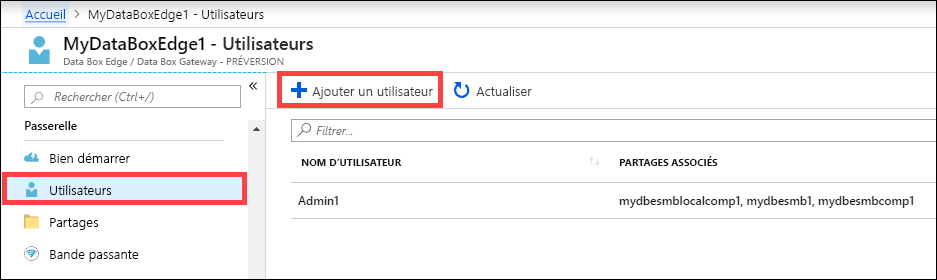 Accueil > MyDataBoxEdge1 - Utilisateurs
MyDataBoxEdge1 - Utilisateurs
Data Box Edge / Data Box Gateway - PRÉVERSION
Rechercher (Ctrl+/)
«
Passerelle
Bien démarrer
Utilisateurs
Partages
Bande passante
+ Ajouter un utilisateur
Actualiser
Filtrer...
NOM D'UTILISATEUR ↑↓ PARTAGES ASSOCIÉS
Admin1 mydbesmblocalcomp1, mydbesmb1, mydbesmbcomp1